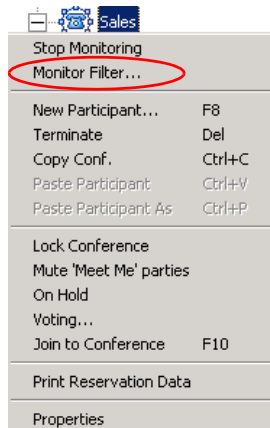 Sales
Stop Monitoring
Monitor Filter...
New Participant... F8
Terminate Del
Copy Conf. Ctrl+C
Paste Participant Ctrl+V
Paste Participant As Ctrl+P
Lock Conference
Mute 'Meet Me' parties
On Hold
Voting...
Join to Conference F10
Print Reservation Data
Properties